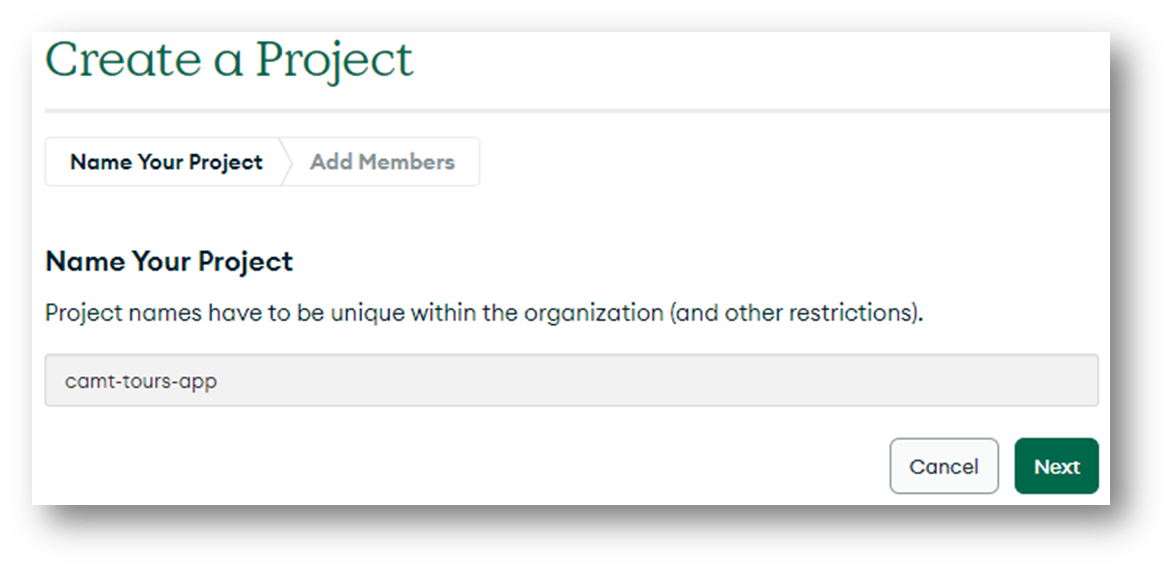 Create a Project
Name Your Project
Add Members
Name Your Project
Project names have to be unique within the organization (and other restrictions).
camt-tours-app
Cancel
Next